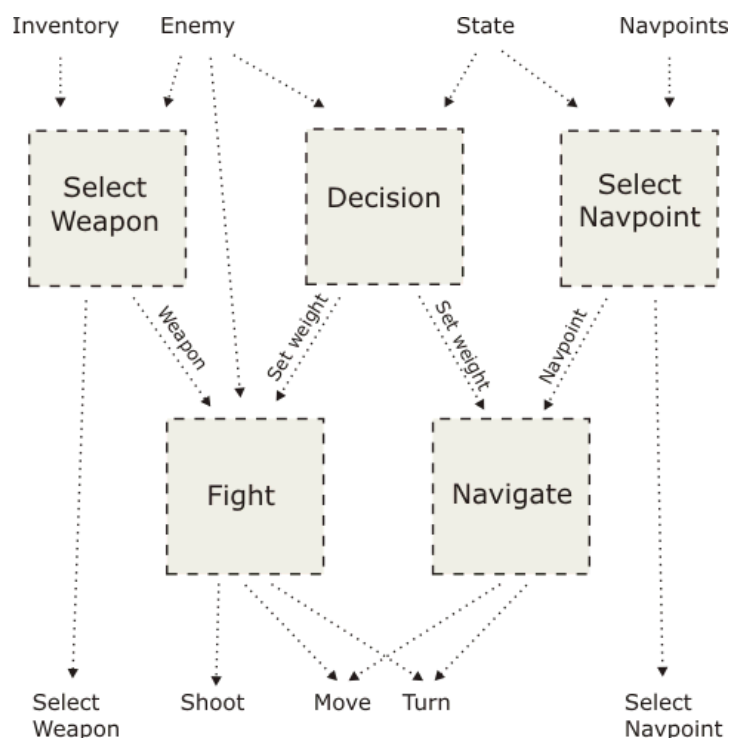 Inventory
Enemy
State
Navpoints
Select
Weapon
Decision
Select
Navpoint
Weapon
Set weight
Set weight
Navpoint
Fight
Navigate
Select
Weapon
Shoot
Move
Turn
Select
Navpoint